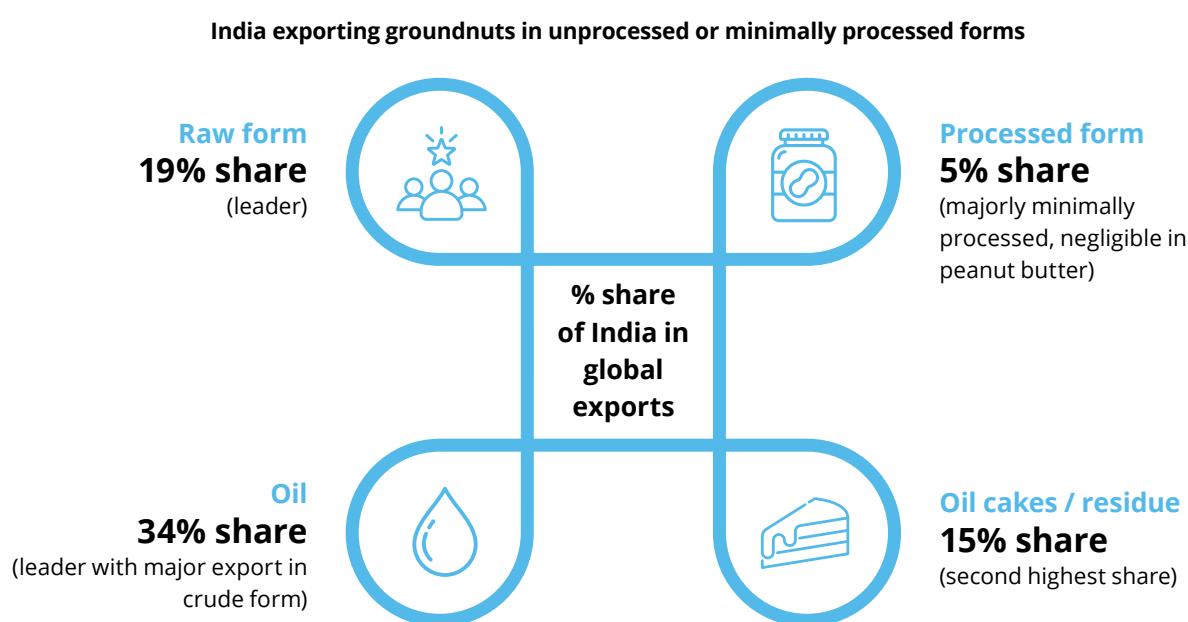 India exporting groundnuts in unprocessed or minimally processed forms
Raw form
19% share
(leader)
Processed form
5% share
(majorly minimally
processed, negligible in
peanut butter)
% share
of India in
global
exports
Oil
34% share
(leader with major export in
crude form)
Oil cakes / residue
15% share
(second highest share)